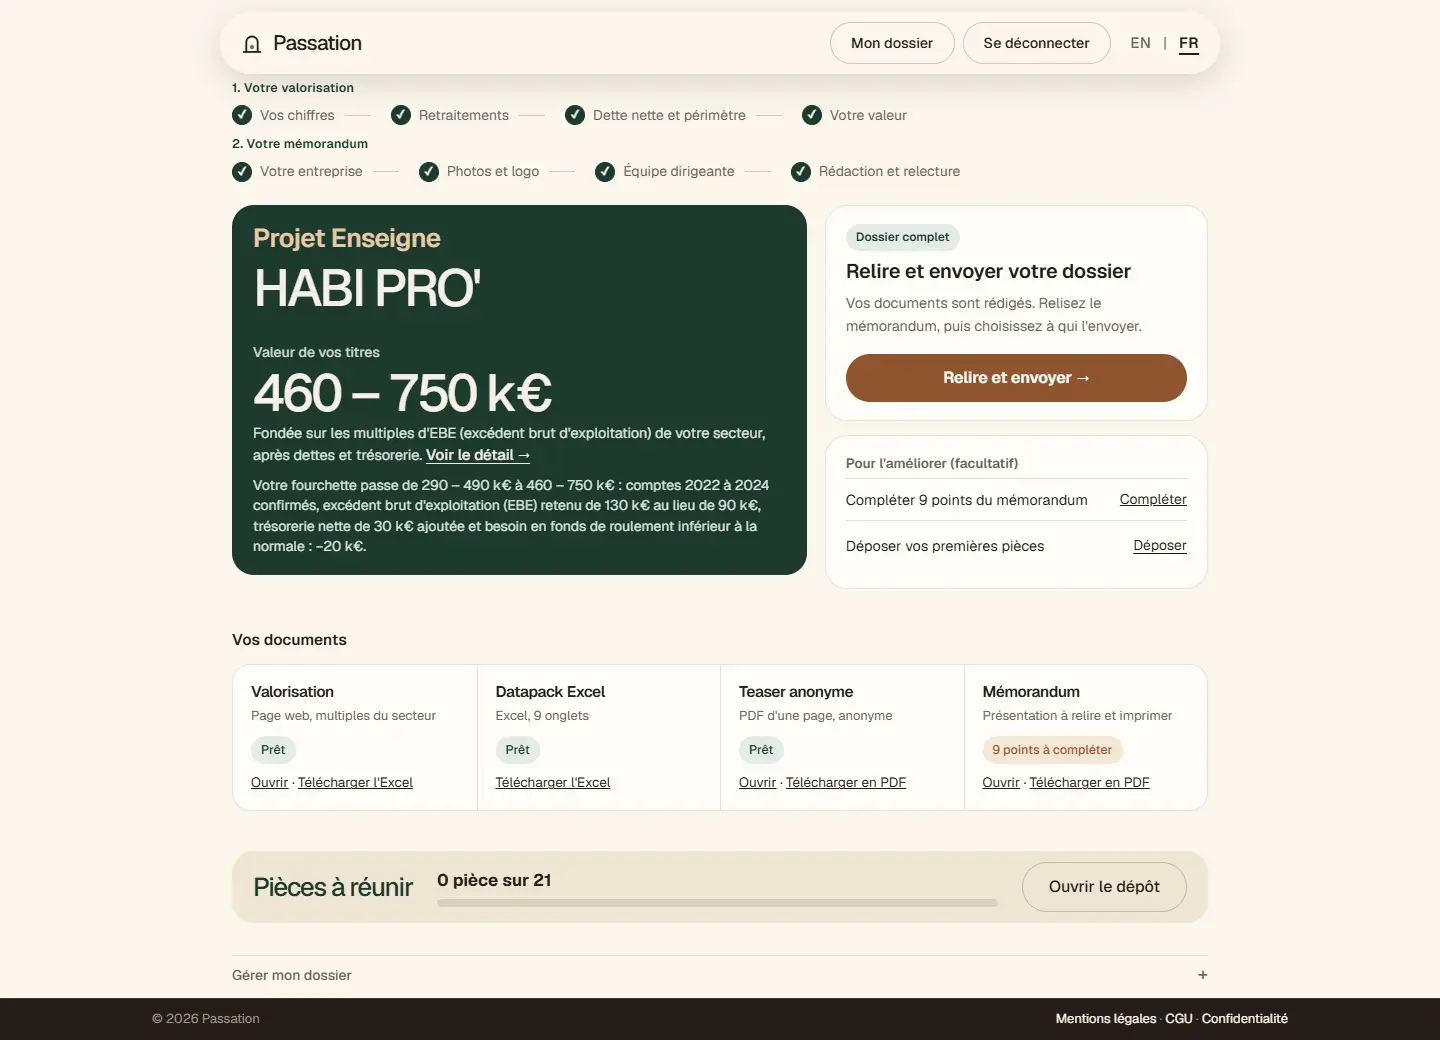 Passation
Mon dossier
Se déconnecter
EN | FR
1. Votre valorisation
Vos chiffres
Retraitements
Dette nette et périmètre
Votre valeur
2. Votre mémorandum
Votre entreprise
Photos et logo
Équipe dirigeante
Rédaction et relecture
Projet Enseigne
HABI PRO'
Valeur de vos titres
460 – 750 k€
Fondée sur les multiples d'EBE (excédent brut d'exploitation) de votre secteur,
après dettes et trésorerie. Voir le détail →
Votre fourchette passe de 290 – 490 k€ à 460 – 750 k€ : comptes 2022 à 2024
confirmés, excédent brut d'exploitation (EBE) retenu de 130 k€ au lieu de 90 k€,
trésorerie nette de 30 k€ ajoutée et besoin en fonds de roulement inférieur à la
normale : −20 k€.
Dossier complet
Relire et envoyer votre dossier
Vos documents sont rédigés. Relisez le
mémorandum, puis choisissez à qui l'envoyer.
Relire et envoyer →
Pour l'améliorer (facultatif)
Compléter 9 points du mémorandum
Compléter
Déposer vos premières pièces
Déposer
Vos documents
Valorisation
Page web, multiples du secteur
Prêt
Ouvrir · Télécharger l'Excel
Datapack Excel
Excel, 9 onglets
Prêt
Télécharger l'Excel
Teaser anonyme
PDF d'une page, anonyme
Prêt
Ouvrir · Télécharger en PDF
Mémorandum
Présentation à relire et imprimer
9 points à compléter
Ouvrir · Télécharger en PDF
Pièces à réunir
0 pièce sur 21
Ouvrir le dépôt
Gérer mon dossier
+
© 2026 Passation
Mentions légales · CGU · Confidentialité